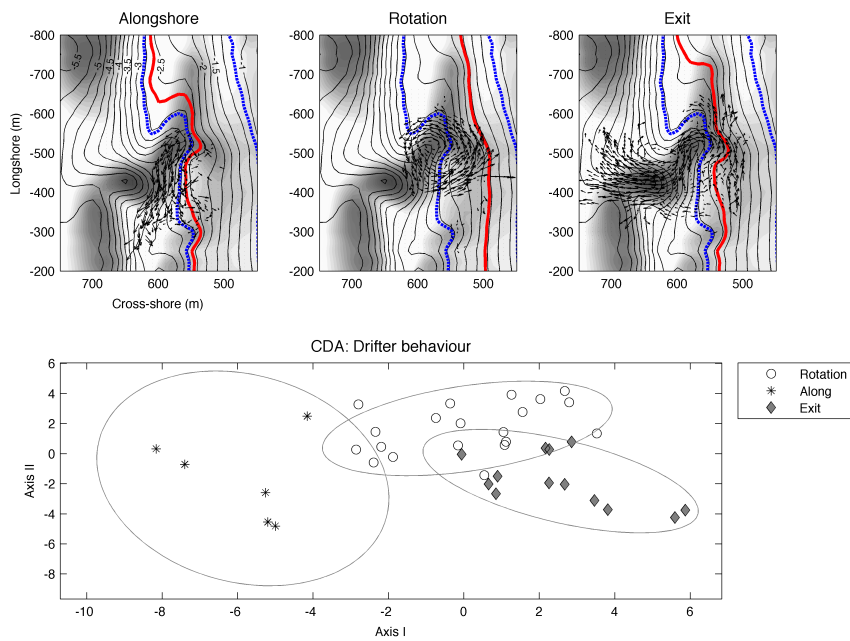 Alongshore Rotation Exit
-800 -800 -800
-700 -700 -700
-600 -600 -600
-500 -500 -500
-400 -400 -400
-300 -300 -300
-200 -200 -200
-5.5 -5 -4.5 -4 -3.5 -3 -2.5 -2 -1.5 -1
Longshore (m)
700 600 500 700 600 500 700 600 500
Cross-shore (m)
CDA: Drifter behaviour
6
4
2
0
-2
-4
-6
-8
Axis II
-10 -8 -6 -4 -2 0 2 4 6
Axis I
Rotation
Along
Exit